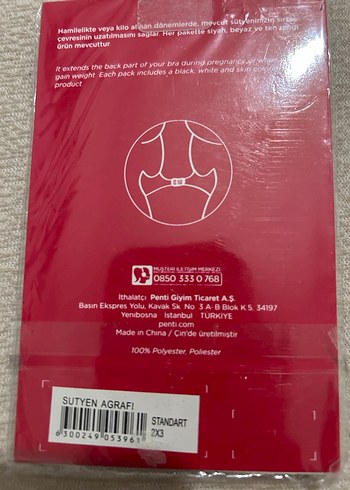 Hamilelikte veya kilo alınan dönemlerde, mevcut sütyeninizin sırt
çevresinin uzatılmasını sağlar. Her pakette siyah, beyaz ve ten rengi
ürün mevcuttur.
It extends the back part of your bra during pregnancy or when
gain weight. Each pack includes a black, white and skin
product
MÜŞTERİ İLETİŞİM MERKEZİ
0850 333 0 768
İthalatçı Penti Giyim Ticaret A.Ş.
Basın Ekspres Yolu, Kavak Sk. No 3 A-B Blok K 5, 34197
Yenibosna İstanbul TÜRKİYE
penti.com
Made in China / Çin'de üretilmiştir
100% Polyester, Poliester
SUTYEN AGRAFI
STANDART
2X3
6300249053961